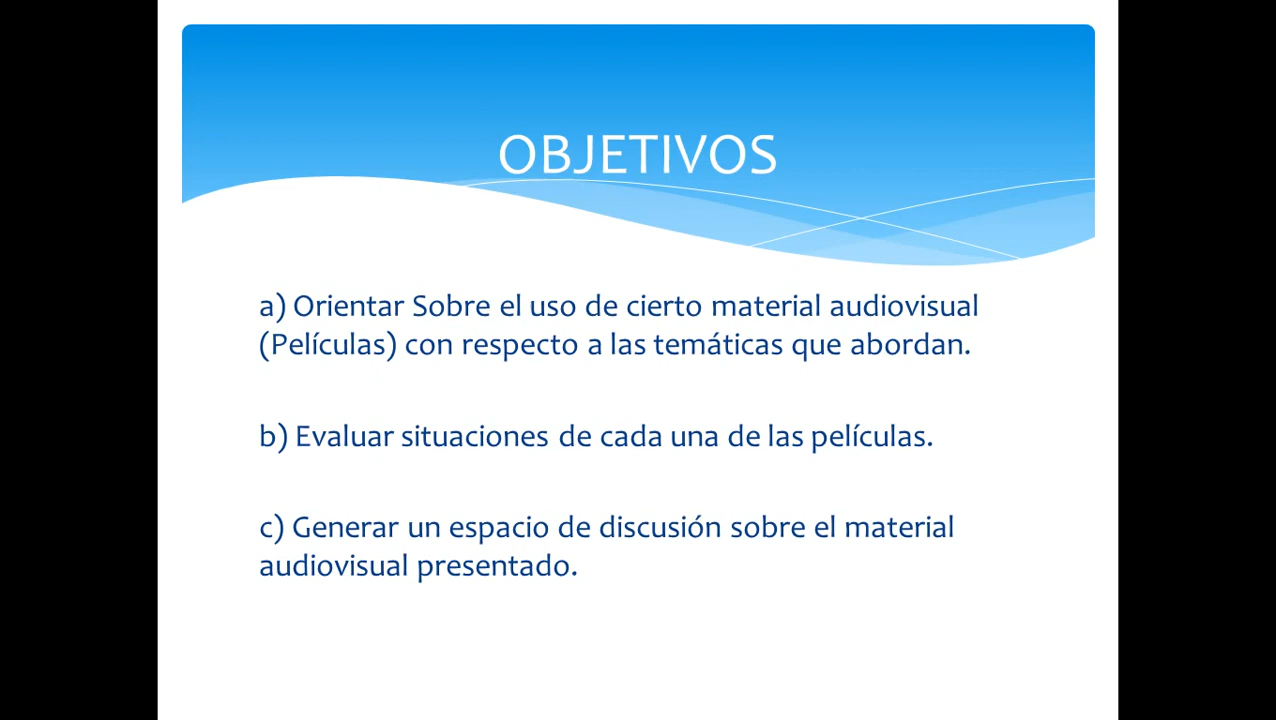 OBJETIVOS
a) Orientar Sobre el uso de cierto material audiovisual
(Películas) con respecto a las temáticas que abordan.
b) Evaluar situaciones de cada una de las películas.
c) Generar un espacio de discusión sobre el material
audiovisual presentado.